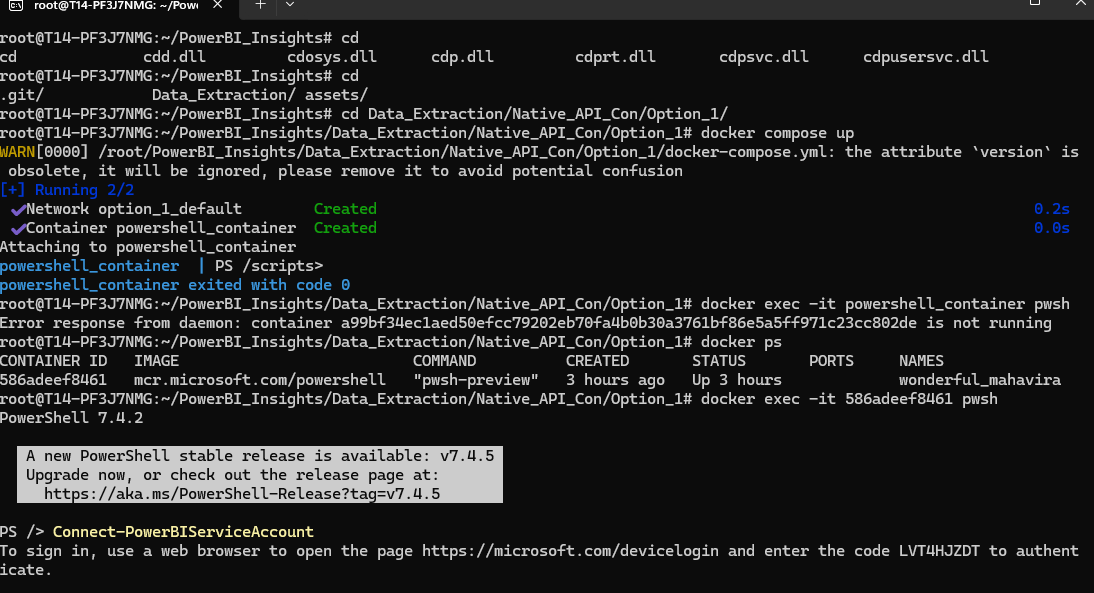 root@T14-PF3J7NMG: ~/Pow
root@T14-PF3J7NMG:~/PowerBI_Insights# cd
cd cdd.dll cdosys.dll cdp.dll cdprt.dll cdpsvc.dll cdpusersvc.dll
root@T14-PF3J7NMG:~/PowerBI_Insights# cd
.git/ Data_Extraction/ assets/
root@T14-PF3J7NMG:~/PowerBI_Insights# cd Data_Extraction/Native_API_Con/Option_1/
root@T14-PF3J7NMG:~/PowerBI_Insights/Data_Extraction/Native_API_Con/Option_1# docker compose up
WARN[0000] /root/PowerBI_Insights/Data_Extraction/Native_API_Con/Option_1/docker-compose.yml: the attribute `version` is
obsolete, it will be ignored, please remove it to avoid potential confusion
[+] Running 2/2
✔Network option_1_default Created 0.2s
✔Container powershell_container Created 0.0s
Attaching to powershell_container
powershell_container | PS /scripts>
powershell_container exited with code 0
root@T14-PF3J7NMG:~/PowerBI_Insights/Data_Extraction/Native_API_Con/Option_1# docker exec -it powershell_container pwsh
Error response from daemon: container a99bf34ec1aed50efcc79202eb70fa4b0b30a3761bf86e5a5ff971c23cc802de is not running
root@T14-PF3J7NMG:~/PowerBI_Insights/Data_Extraction/Native_API_Con/Option_1# docker ps
CONTAINER ID IMAGE COMMAND CREATED STATUS PORTS NAMES
586adeef8461 mcr.microsoft.com/powershell "pwsh-preview" 3 hours ago Up 3 hours wonderful_mahavira
root@T14-PF3J7NMG:~/PowerBI_Insights/Data_Extraction/Native_API_Con/Option_1# docker exec -it 586adeef8461 pwsh
PowerShell 7.4.2
A new PowerShell stable release is available: v7.4.5
Upgrade now, or check out the release page at:
https://aka.ms/PowerShell-Release?tag=v7.4.5
PS /> Connect-PowerBIServiceAccount
To sign in, use a web browser to open the page https://microsoft.com/devicelogin and enter the code LVT4HJZDT to authent
icate.